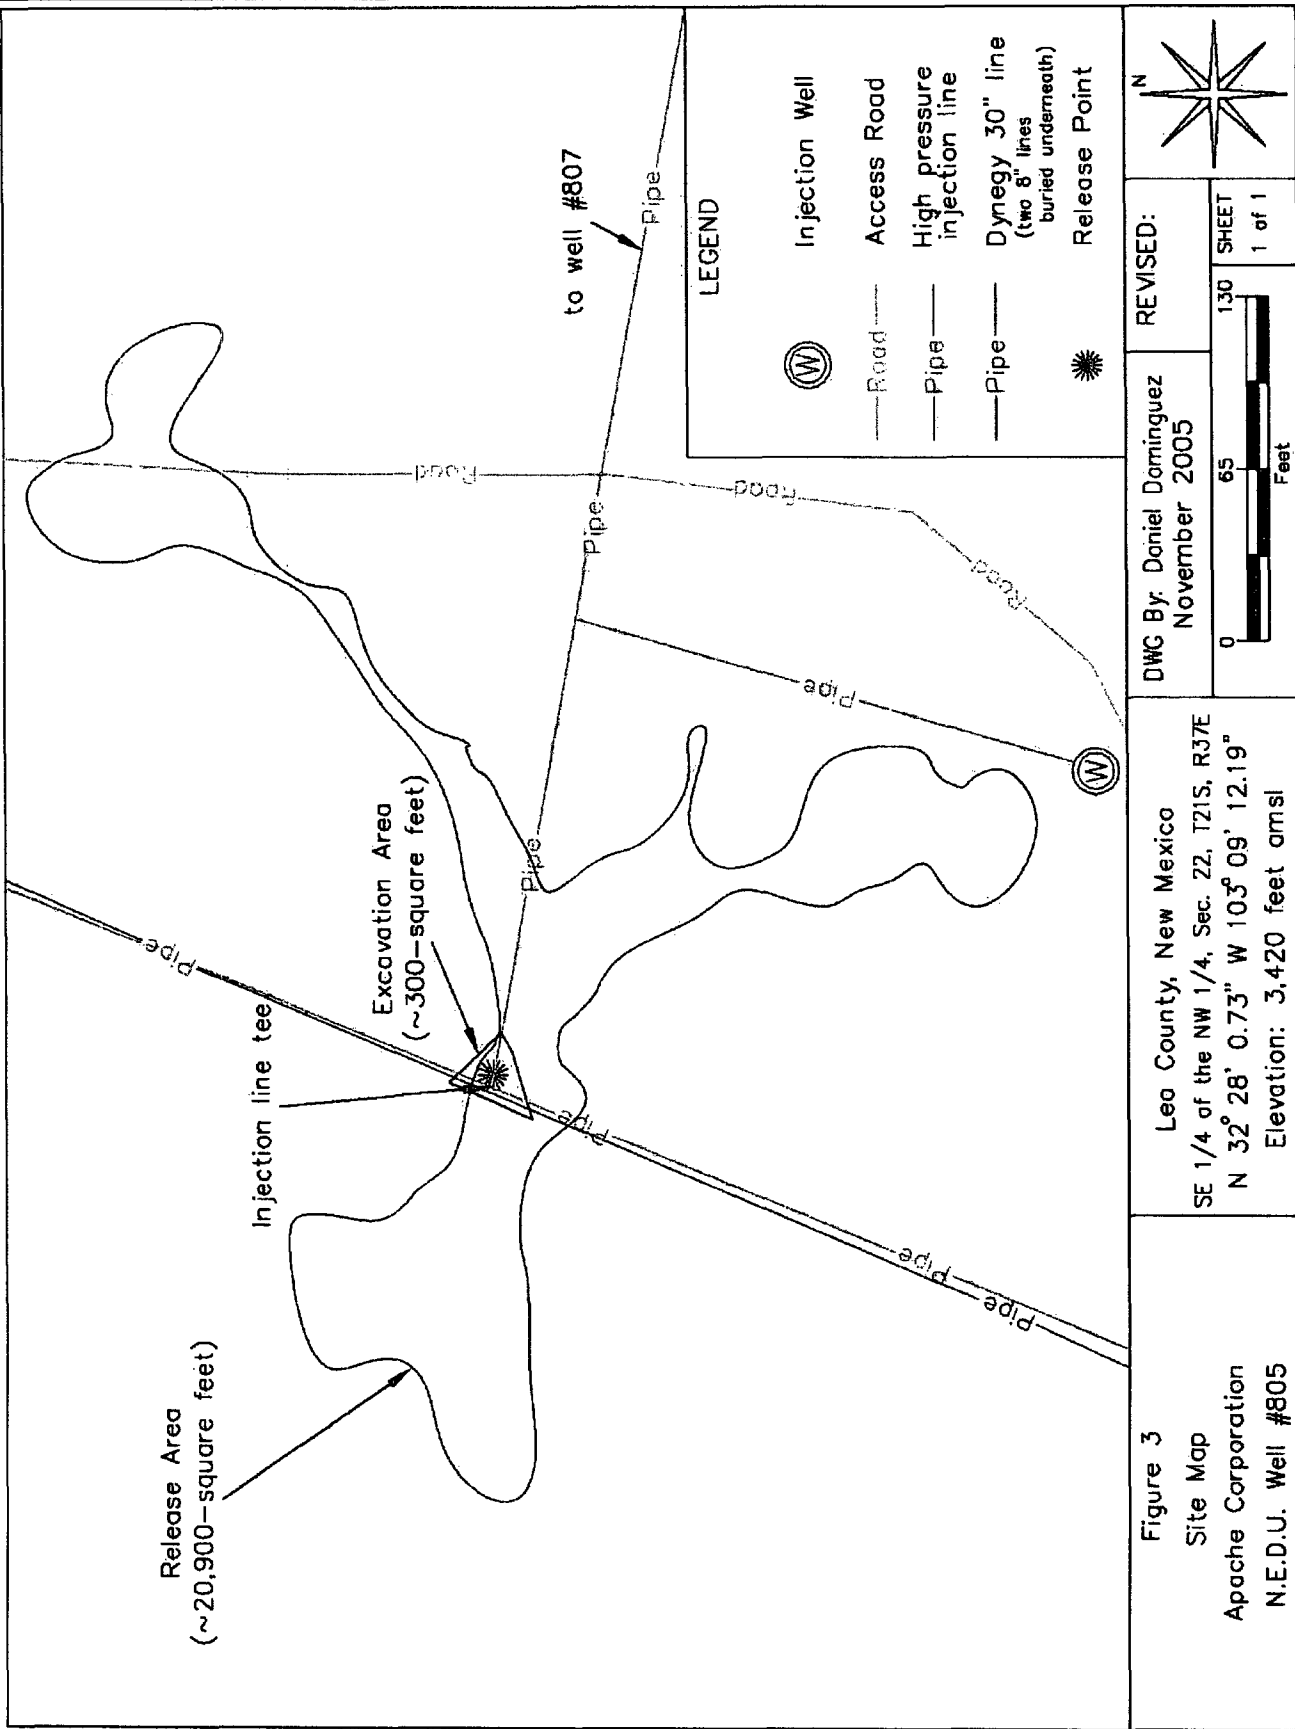 Release Area
(~20,900-square feet)
Injection line tee
Excavation Area
(~300-square feet)
to well #807
Pipe
Pipe
Pipe
Pipe
Pipe
Pipe
Pipe
Pipe
Road
Road
Road
LEGEND
W
Injection Well
Road
Access Road
Pipe
High pressure
injection line
Pipe
Dynegy 30" line
(two 8" lines
buried underneath)
Release Point
W
Figure 3
Site Map
Apache Corporation
N.E.D.U. Well #805
Lea County, New Mexico
SE 1/4 of the NW 1/4, Sec. 22, T21S, R37E
N 32° 28' 0.73" W 103° 09' 12.19"
Elevation: 3,420 feet amsl
DWG By: Daniel Dominguez
November 2005
REVISED:
0 65 130
Feet
SHEET
1 of 1
N